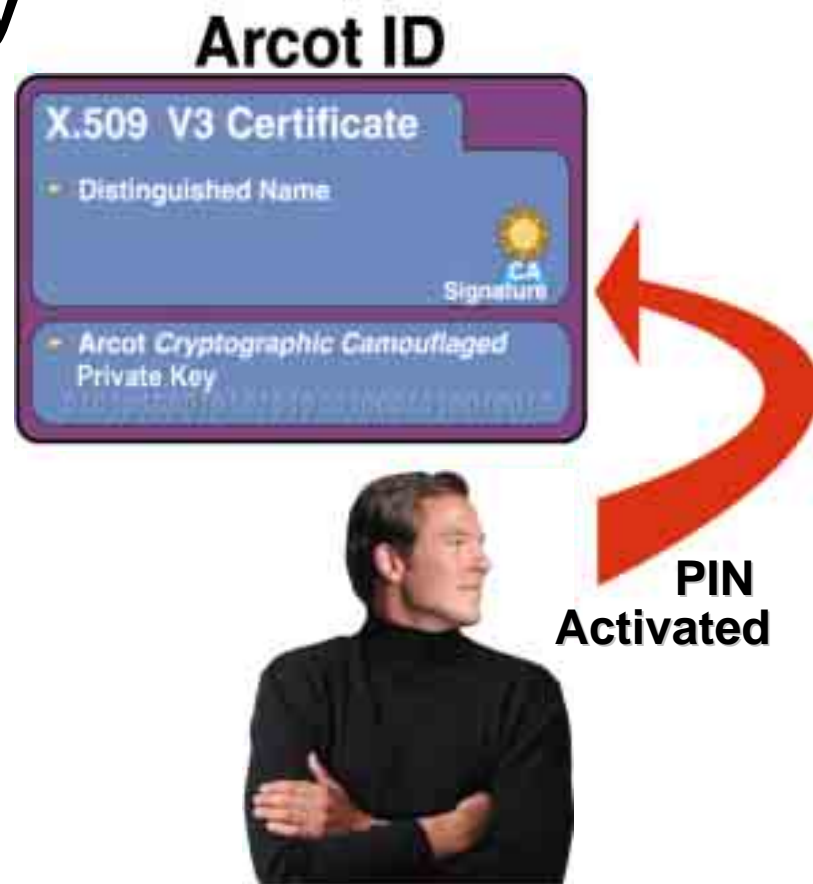 Arcot ID
X.509 V3 Certificate
Distinguished Name
CA
Signature
Arcot Cryptographic Camouflaged
Private Key
PIN
Activated